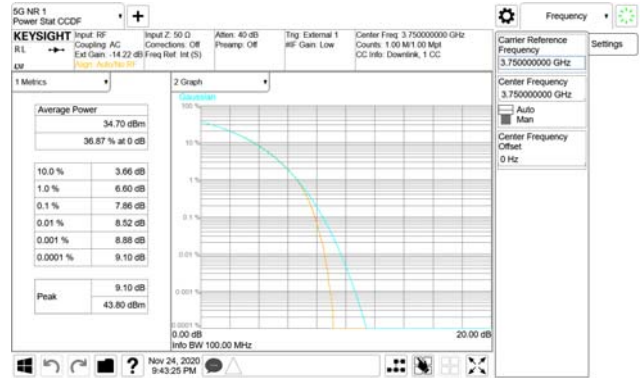 5G NR 1
Power Stat CCDF
Frequency
KEYSIGHT
RL
Input: RF
Coupling: AC
Ext Gain: -14.22 dB
Align: Auto/No RF
Input Z: 50 Ω
Corrections: Off
Freq Ref: Int (S)
Atten: 40 dB
Preamp: Off
Trig: External 1
#IF Gain: Low
Center Freq: 3.750000000 GHz
Counts: 1.00 M/1.00 Mpt
CC Info: Downlink, 1 CC
Carrier Reference Frequency
3.750000000 GHz
Settings
Center Frequency
3.750000000 GHz
Auto
Man
Center Frequency Offset
0 Hz
1 Metrics
Average Power
34.70 dBm
36.87 % at 0 dB
10.0 % 3.66 dB
1.0 % 6.60 dB
0.1 % 7.86 dB
0.01 % 8.52 dB
0.001 % 8.88 dB
0.0001 % 9.10 dB
Peak 9.10 dB
43.80 dBm
2 Graph
Gaussian
100 %
10 %
1 %
0.1 %
0.01 %
0.001 %
0.0001 %
0.00 dB
20.00 dB
Info BW 100.00 MHz
?
Nov 24, 2020
9:43:25 PM